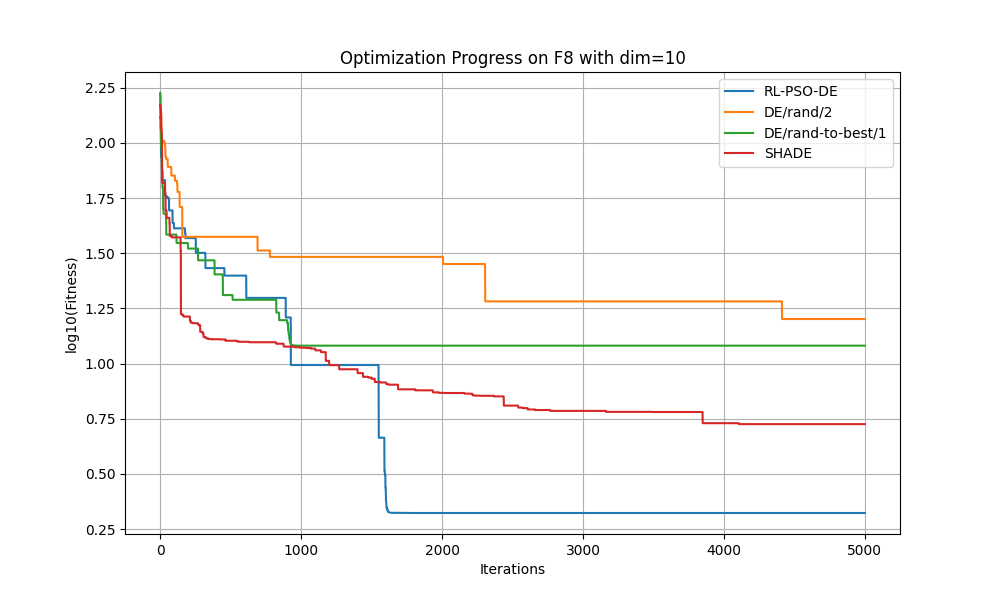 Optimization Progress on F8 with dim=10
RL-PSO-DE
DE/rand/2
DE/rand-to-best/1
SHADE
log10(Fitness)
2.25
2.00
1.75
1.50
1.25
1.00
0.75
0.50
0.25
0 1000 2000 3000 4000 5000
Iterations